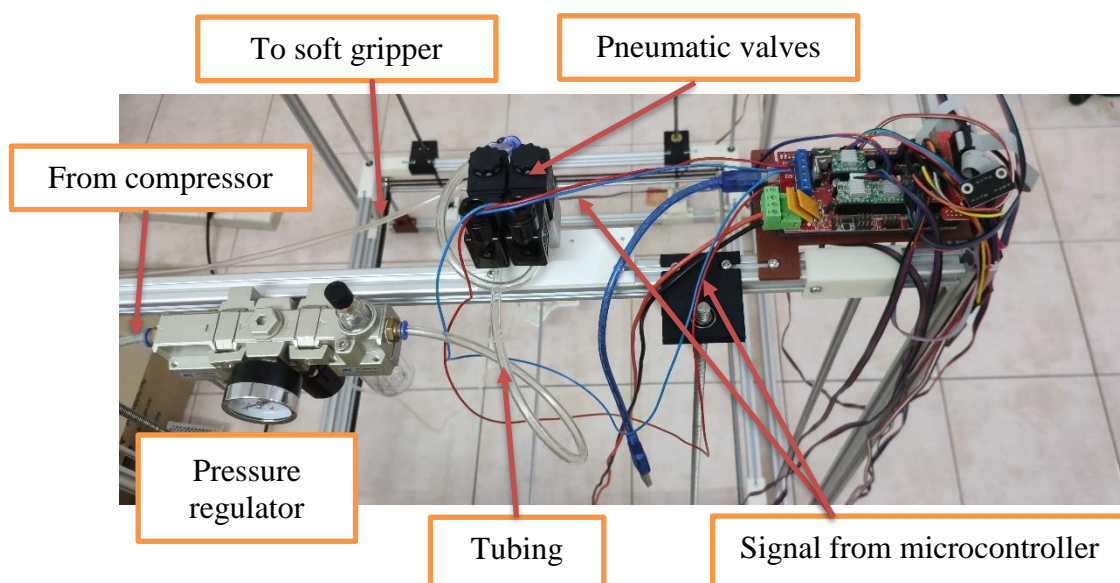 To soft gripper
Pneumatic valves
From compressor
Pressure
regulator
Tubing
Signal from microcontroller